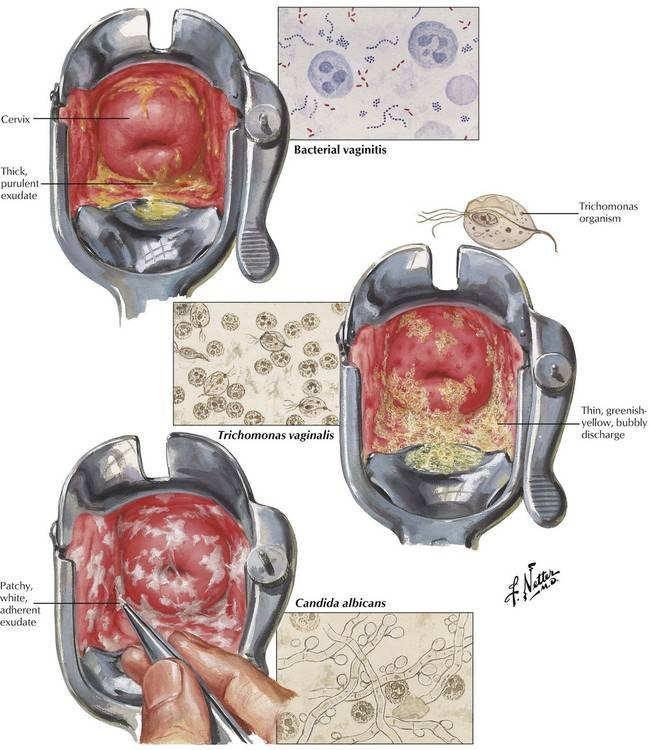 Cervix
Thick,
purulent
exudate
Bacterial vaginitis
Trichomonas
organism
Trichomonas vaginalis
Thin, greenish-
yellow, bubbly
discharge
Patchy,
white,
adherent
exudate
Candida albicans
F. Netter
M.D.